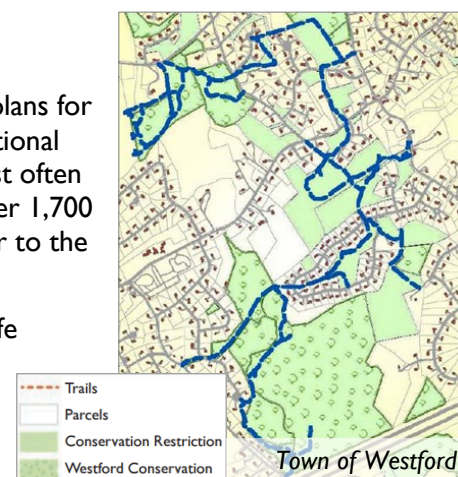 plans for
tional
st often
er 1,700
r to the
fe
Trails
Parcels
Conservation Restriction
Westford Conservation
Town of Westford